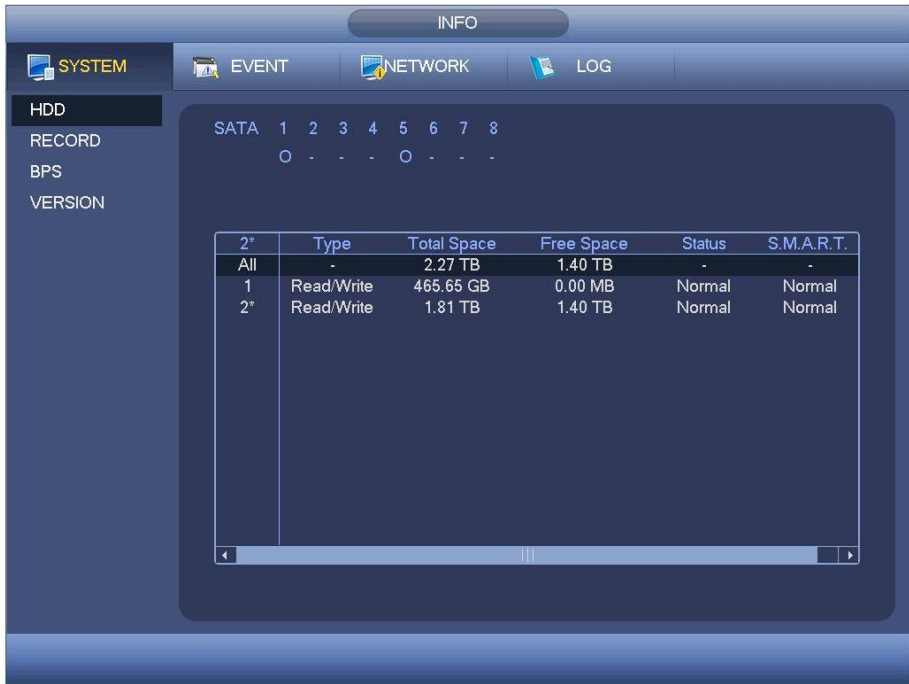 INFO
SYSTEM EVENT NETWORK LOG
HDD
RECORD
BPS
VERSION
SATA 1 2 3 4 5 6 7 8
O - - - O - - -
2* Type Total Space Free Space Status S.M.A.R.T.
All - 2.27 TB 1.40 TB - -
1 Read/Write 465.65 GB 0.00 MB Normal Normal
2* Read/Write 1.81 TB 1.40 TB Normal Normal